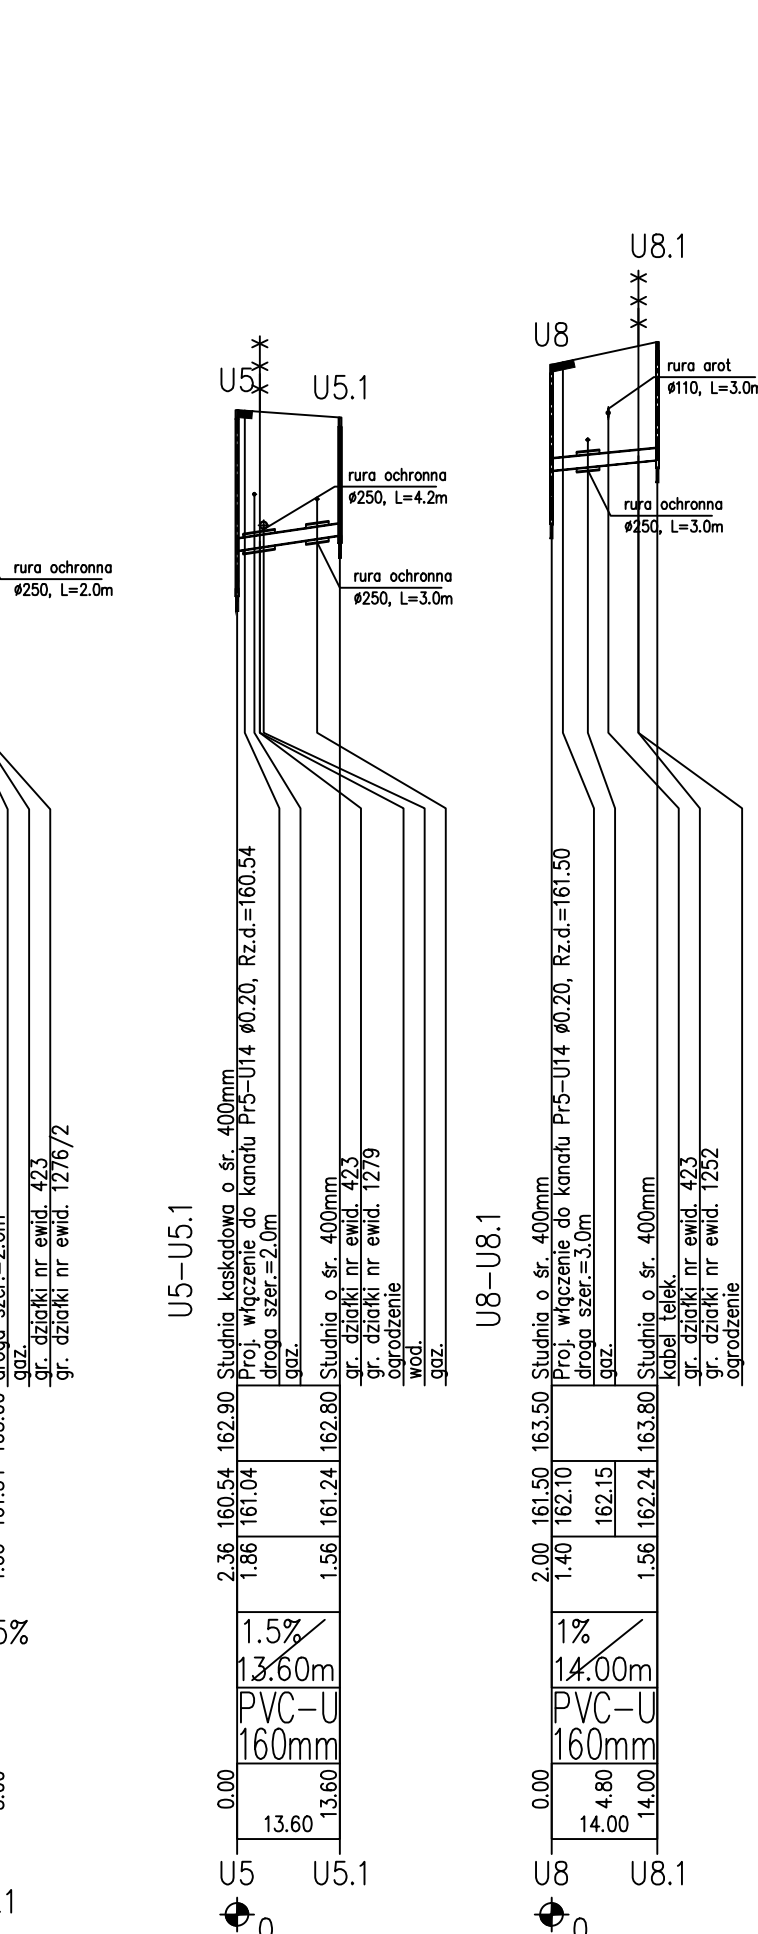 U8.1
U8
rura arot
ø110, L=3.0m
U5
U5.1
rura ochronna
ø250, L=4.2m
rura ochronna
ø250, L=3.0m
rura ochronna
ø250, L=2.0m
rura ochronna
ø250, L=3.0m
gaz.
gr. działki nr ewid. 423
gr. działki nr ewid. 1276/2
U5-U5.1
Studnia kaskadowa o śr. 400mm
Proj. włączenie do kanału Pr5-U14 ø0.20, Rz.d.=160.54
droga szer.=2.0m
gaz.
Studnia o śr. 400mm
gr. działki nr ewid. 423
gr. działki nr ewid. 1279
ogrodzenie
wod.
gaz.
162.90
162.80
160.54
161.04
161.24
2.36
1.86
1.56
1.5%
13.60m
PVC-U
160mm
0.00
13.60
13.60
U5
U5.1
0
U8-U8.1
Studnia o śr. 400mm
Proj. włączenie do kanału Pr5-U14 ø0.20, Rz.d.=161.50
droga szer.=3.0m
gaz.
Studnia o śr. 400mm
kabel telek.
gr. działki nr ewid. 423
gr. działki nr ewid. 1252
ogrodzenie
163.50
163.80
161.50
162.10
162.15
162.24
2.00
1.40
1.56
1%
14.00m
PVC-U
160mm
0.00
4.80
14.00
14.00
U8
U8.1
0